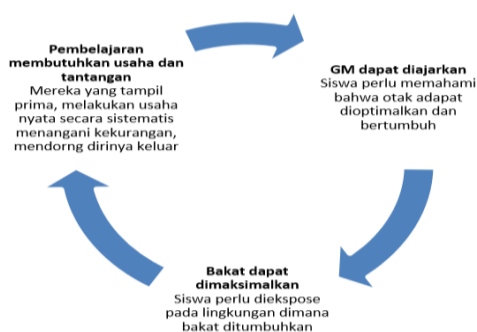 Pembelajaran
membutuhkan usaha dan
tantangan
Mereka yang tampil
prima, melakukan usaha
nyata secara sistematis
menangani kekurangan,
mendorng dirinya keluar
GM dapat diajarkan
Siswa perlu memahami
bahwa otak adapat
dioptimalkan dan
bertumbuh
Bakat dapat
dimaksimalkan
Siswa perlu diekspose
pada lingkungan dimana
bakat ditumbuhkan